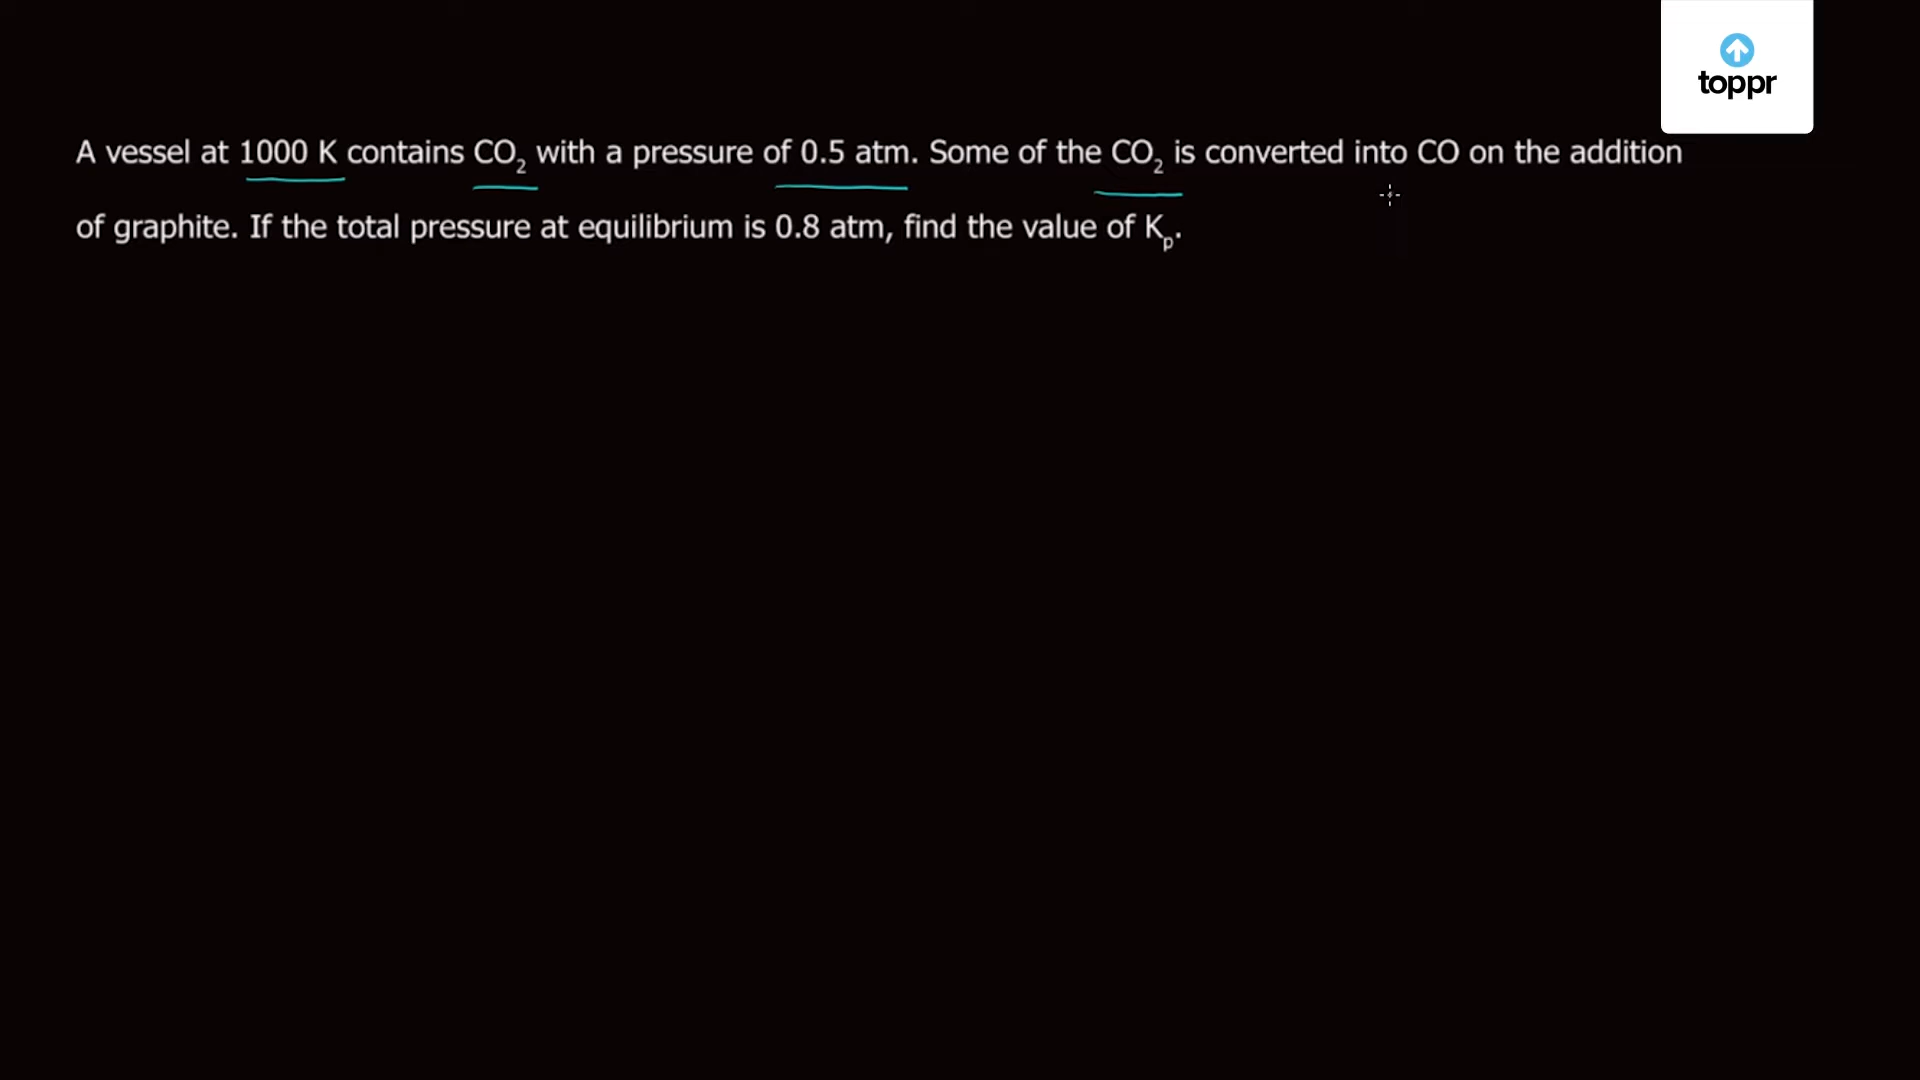 toppr
A vessel at 1000 K contains CO₂ with a pressure of 0.5 atm. Some of the CO₂ is converted into CO on the addition
of graphite. If the total pressure at equilibrium is 0.8 atm, find the value of Kₚ.